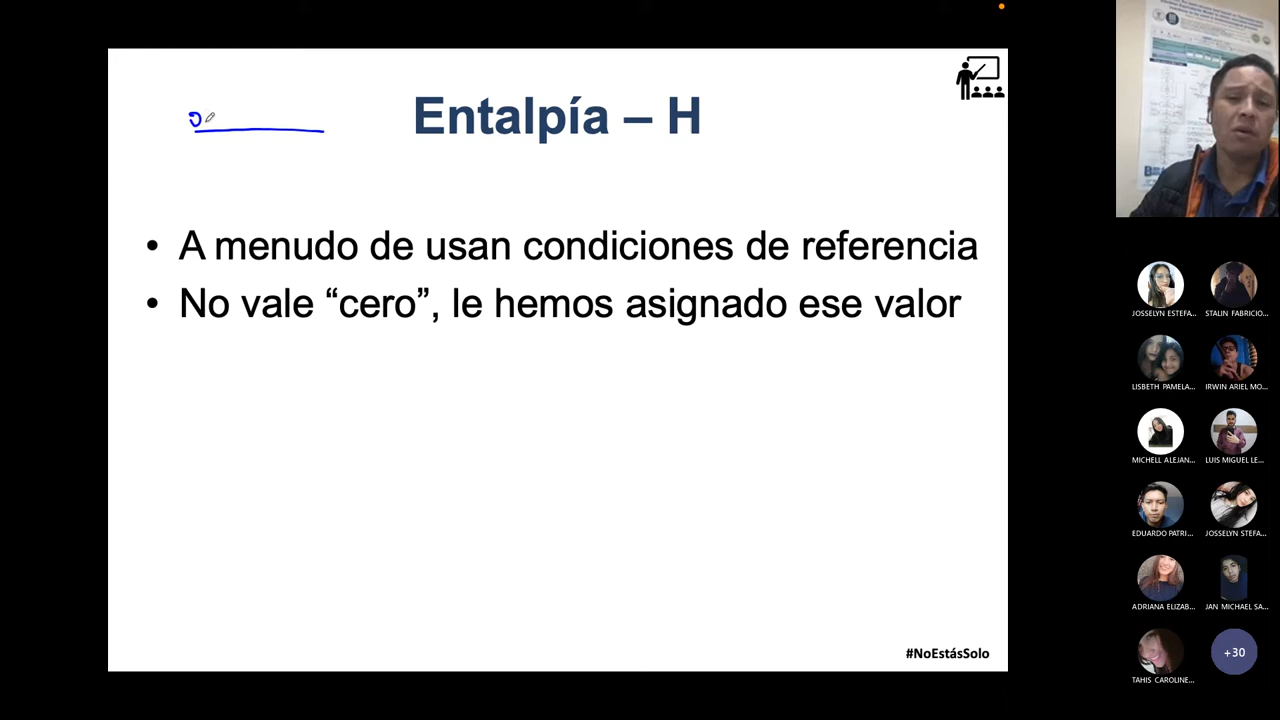 Entalpía – H
• A menudo de usan condiciones de referencia
• No vale “cero”, le hemos asignado ese valor
#NoEstásSolo
JOSSELYN ESTEFA...
STALIN FABRICIO...
LISBETH PAMELA...
IRWIN ARIEL MO...
MICHELL ALEJAN...
LUIS MIGUEL LE...
EDUARDO PATRI...
JOSSELYN STEFA...
ADRIANA ELIZAB...
JAN MICHAEL SA...
TAHIS CAROLINE...
+30